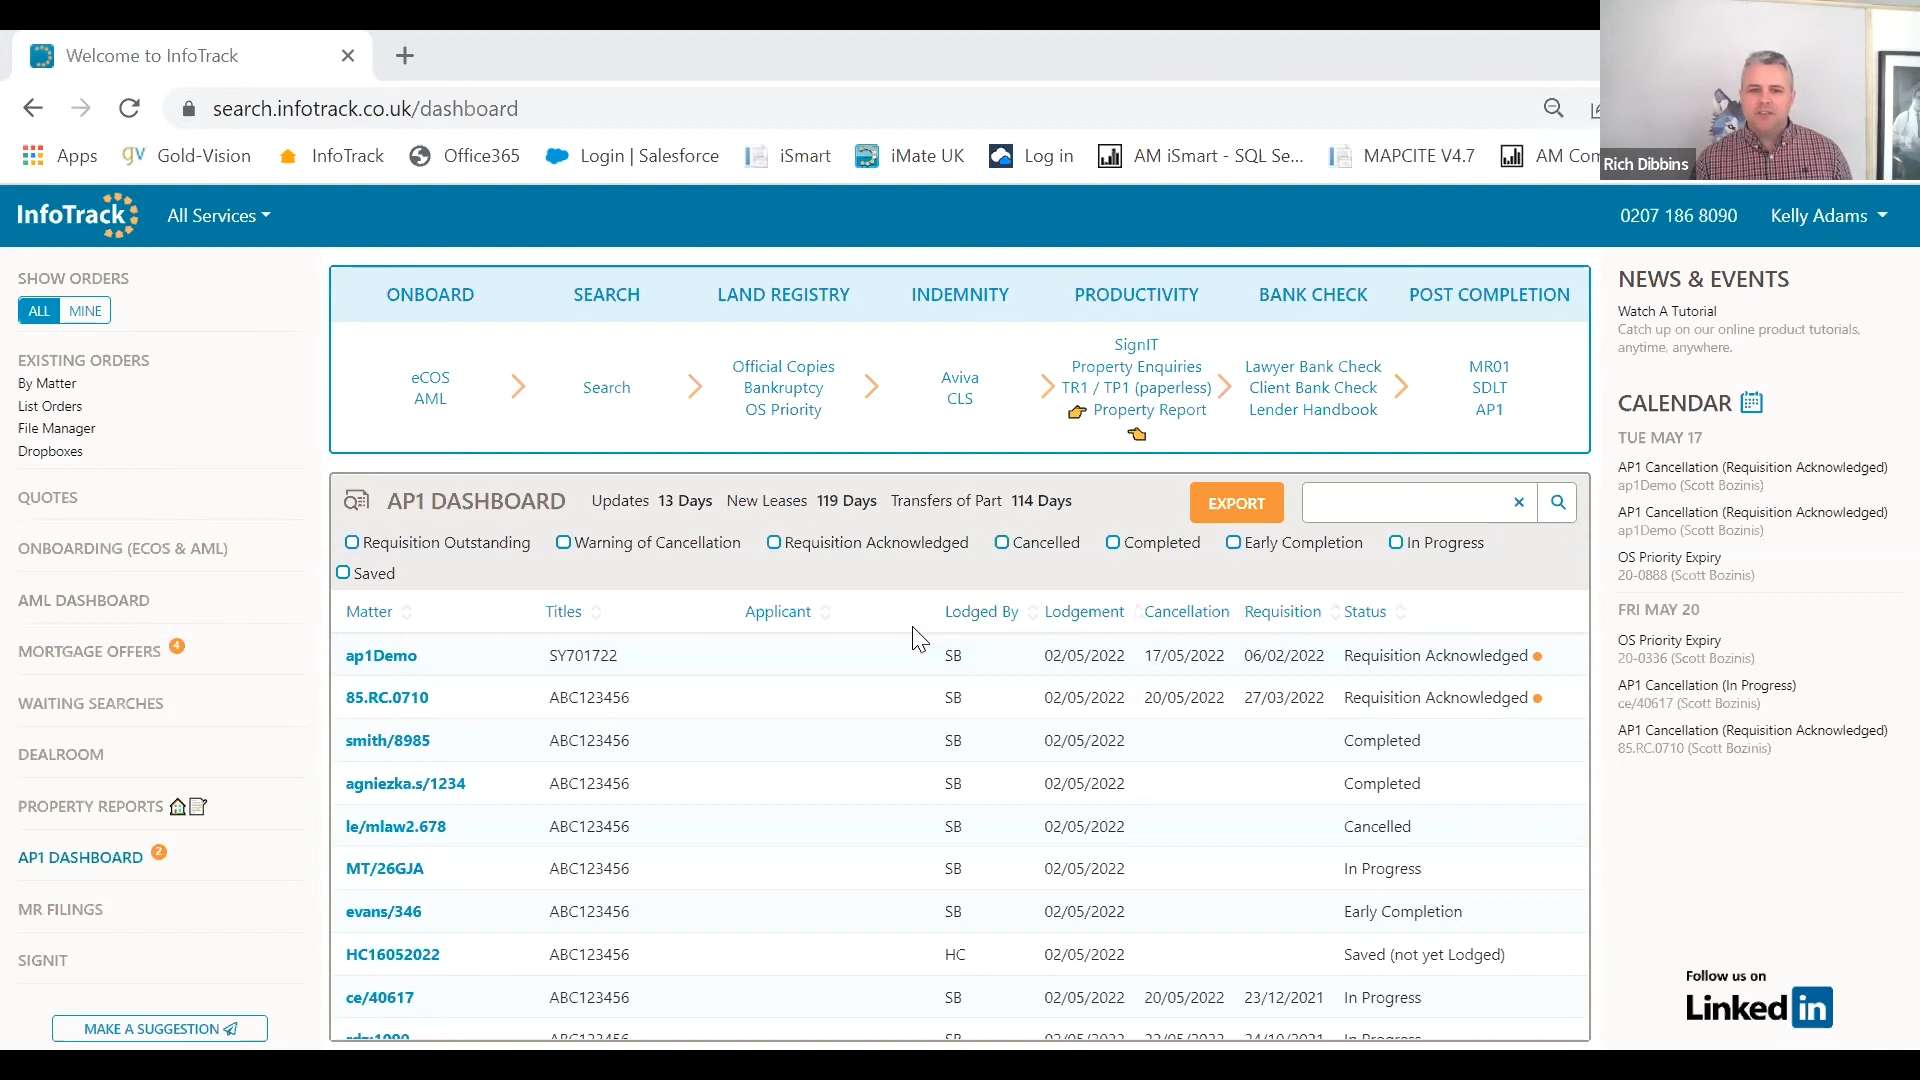 Welcome to InfoTrack
search.infotrack.co.uk/dashboard
Apps Gold-Vision InfoTrack Office365 Login | Salesforce iSmart iMate UK Log in AM iSmart - SQL Se... MAPCITE V4.7 AM Con
Rich Dibbins
InfoTrack All Services 0207 186 8090 Kelly Adams
SHOW ORDERS
ALL MINE
EXISTING ORDERS
By Matter
List Orders
File Manager
Dropboxes
QUOTES
ONBOARDING (ECOS & AML)
AML DASHBOARD
MORTGAGE OFFERS 4
WAITING SEARCHES
DEALROOM
PROPERTY REPORTS
AP1 DASHBOARD 2
MR FILINGS
SIGNIT
MAKE A SUGGESTION
ONBOARD SEARCH LAND REGISTRY INDEMNITY PRODUCTIVITY BANK CHECK POST COMPLETION
eCOS
AML
Search
Official Copies
Bankruptcy
OS Priority
Aviva
CLS
SignIT
Property Enquiries
TR1 / TP1 (paperless)
Property Report
Lawyer Bank Check
Client Bank Check
Lender Handbook
MR01
SDLT
AP1
AP1 DASHBOARD Updates 13 Days New Leases 119 Days Transfers of Part 114 Days EXPORT
Requisition Outstanding Warning of Cancellation Requisition Acknowledged Cancelled Completed Early Completion In Progress
Saved
Matter Titles Applicant Lodged By Lodgement Cancellation Requisition Status
ap1Demo SY701722 SB 02/05/2022 17/05/2022 06/02/2022 Requisition Acknowledged
85.RC.0710 ABC123456 SB 02/05/2022 20/05/2022 27/03/2022 Requisition Acknowledged
smith/8985 ABC123456 SB 02/05/2022 Completed
agniezka.s/1234 ABC123456 SB 02/05/2022 Completed
le/mlaw2.678 ABC123456 SB 02/05/2022 Cancelled
MT/26GJA ABC123456 SB 02/05/2022 In Progress
evans/346 ABC123456 SB 02/05/2022 Early Completion
HC16052022 ABC123456 HC 02/05/2022 Saved (not yet Lodged)
ce/40617 ABC123456 SB 02/05/2022 20/05/2022 23/12/2021 In Progress
NEWS & EVENTS
Watch A Tutorial
Catch up on our online product tutorials,
anytime, anywhere.
CALENDAR
TUE MAY 17
AP1 Cancellation (Requisition Acknowledged)
ap1Demo (Scott Bozinis)
AP1 Cancellation (Requisition Acknowledged)
ap1Demo (Scott Bozinis)
OS Priority Expiry
20-0888 (Scott Bozinis)
FRI MAY 20
OS Priority Expiry
20-0336 (Scott Bozinis)
AP1 Cancellation (In Progress)
ce/40617 (Scott Bozinis)
AP1 Cancellation (Requisition Acknowledged)
85.RC.0710 (Scott Bozinis)
Follow us on
Linked in